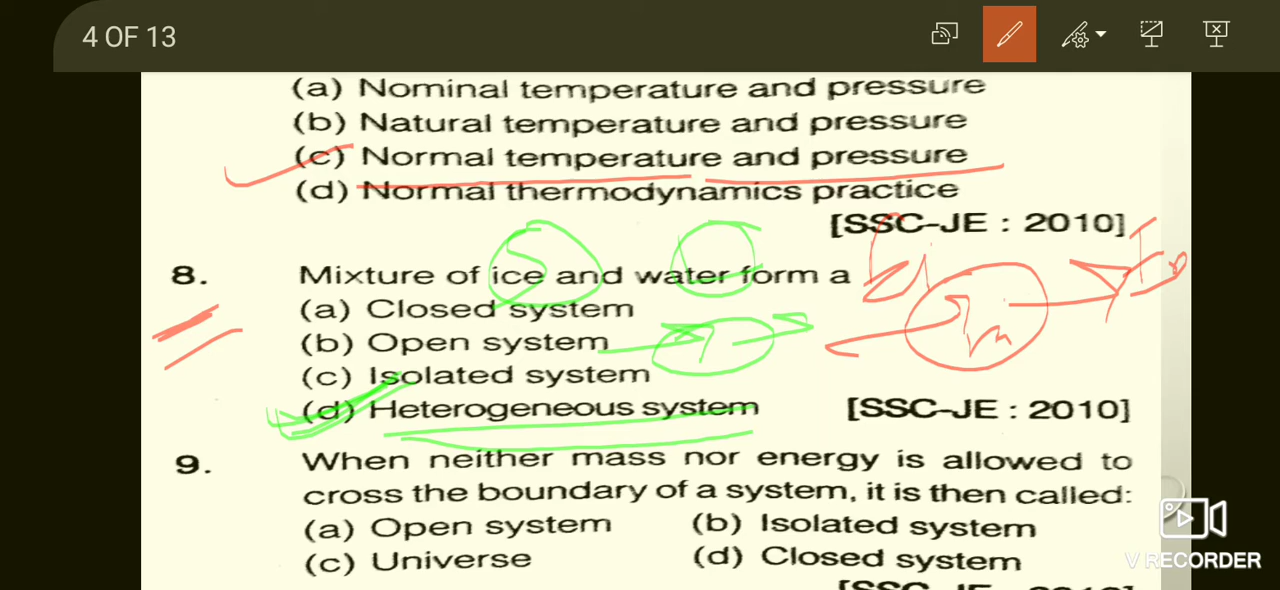 4 OF 13
(a) Nominal temperature and pressure
(b) Natural temperature and pressure
(c) Normal temperature and pressure
(d) Normal thermodynamics practice
[SSC-JE : 2010]
8. Mixture of ice and water form a
(a) Closed system
(b) Open system
(c) Isolated system
(d) Heterogeneous system [SSC-JE : 2010]
9. When neither mass nor energy is allowed to
cross the boundary of a system, it is then called:
(a) Open system (b) Isolated system
(c) Universe (d) Closed system
V RECORDER